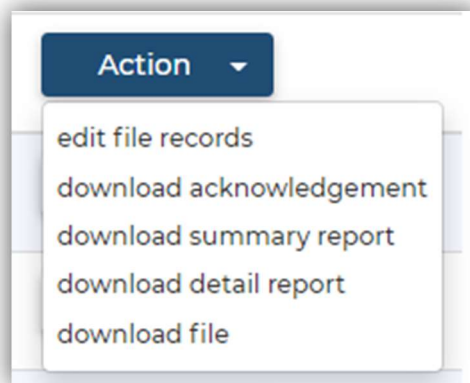 Action
edit file records
download acknowledgement
download summary report
download detail report
download file